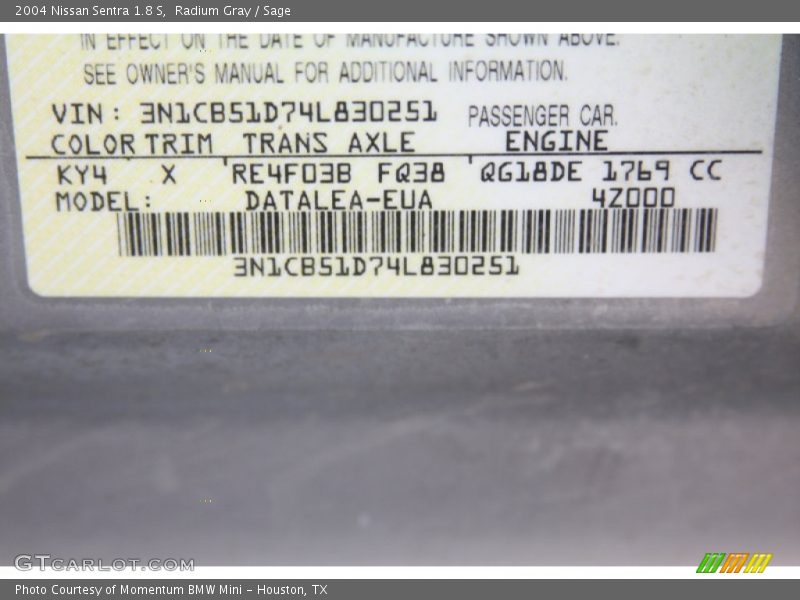 2004 Nissan Sentra 1.8 S, Radium Gray / Sage
IN EFFECT ON THE DATE OF MANUFACTURE SHOWN ABOVE.
SEE OWNER'S MANUAL FOR ADDITIONAL INFORMATION.
VIN: 3N1CB51D74L830251 PASSENGER CAR.
COLOR TRIM TRANS AXLE ENGINE
KY4 X RE4F03B FQ38 QG18DE 1769 CC
MODEL: DATALEA-EUA 4Z000
3N1CB51D74L830251
GTCARLOT.COM
Photo Courtesy of Momentum BMW Mini - Houston, TX